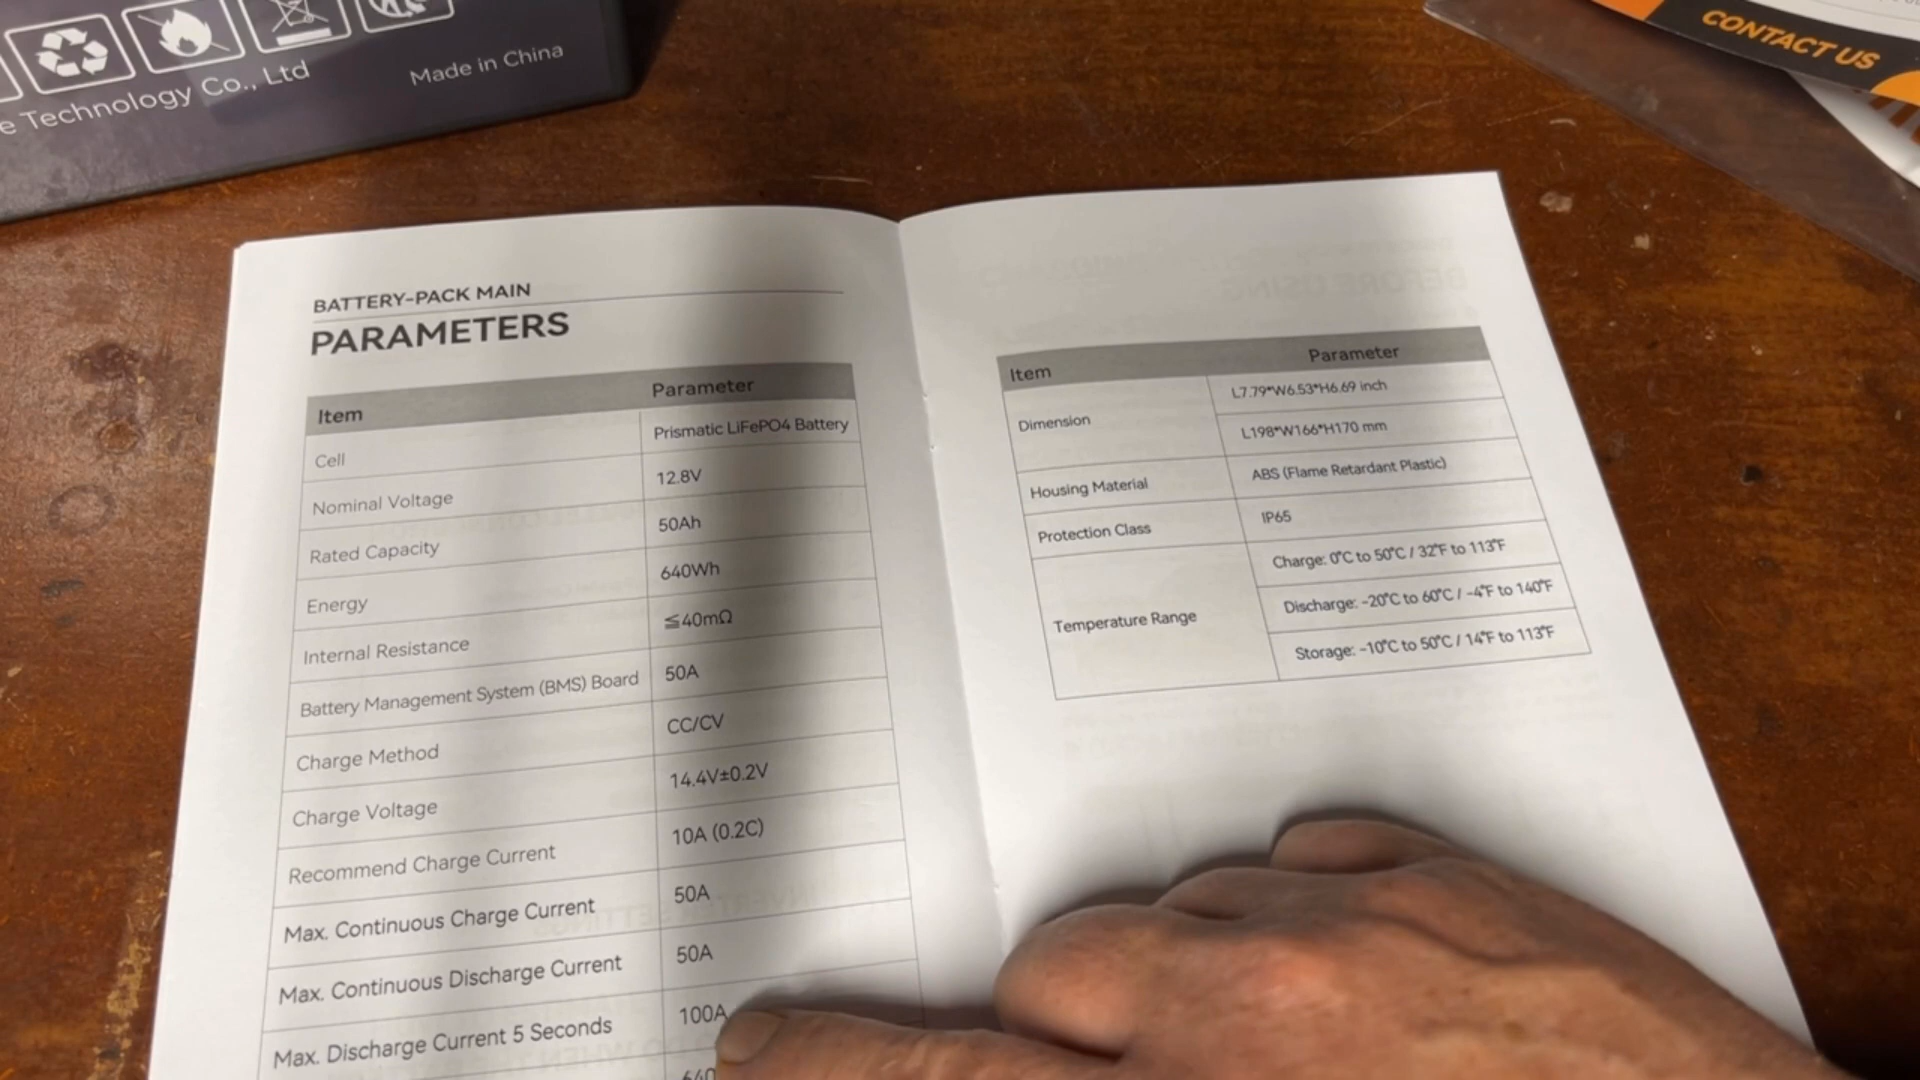 e Technology Co., Ltd
Made in China
CONTACT US
BATTERY-PACK MAIN
PARAMETERS
Item Parameter
Cell Prismatic LiFePO4 Battery
Nominal Voltage 12.8V
Rated Capacity 50Ah
Energy 640Wh
Internal Resistance ≦40mΩ
Battery Management System (BMS) Board 50A
Charge Method CC/CV
Charge Voltage 14.4V±0.2V
Recommend Charge Current 10A (0.2C)
Max. Continuous Charge Current 50A
Max. Continuous Discharge Current 50A
Max. Discharge Current 5 Seconds 100A
640
Item Parameter
Dimension L7.79*W6.53*H6.69 inch
L198*W166*H170 mm
Housing Material ABS (Flame Retardant Plastic)
Protection Class IP65
Temperature Range Charge: 0°C to 50°C / 32°F to 113°F
Discharge: -20°C to 60°C / -4°F to 140°F
Storage: -10°C to 50°C / 14°F to 113°F